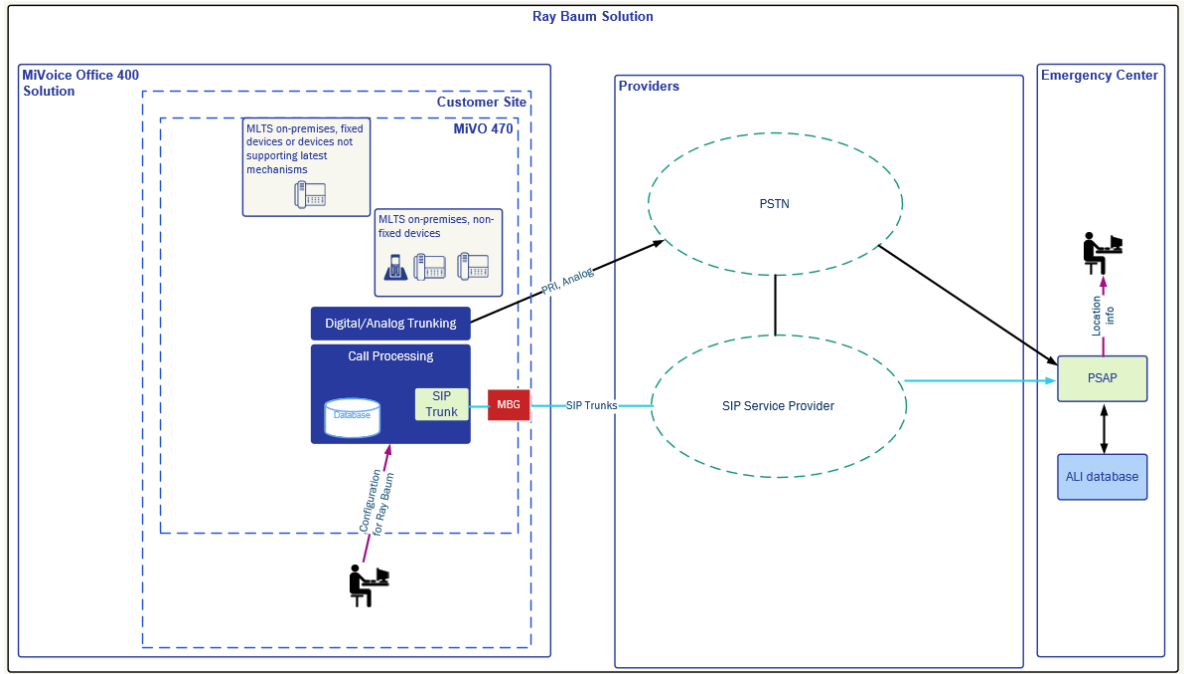 Ray Baum Solution
MiVoice Office 400
Solution
Customer Site
MiVO 470
MLTS on-premises, fixed
devices or devices not
supporting latest
mechanisms
MLTS on-premises, non-
fixed devices
Digital/Analog Trunking
Call Processing
Database
SIP
Trunk
MBG
Configuration
for Ray Baum
PRI, Analog
SIP Trunks
Providers
PSTN
SIP Service Provider
Emergency Center
Location
info
PSAP
ALI database